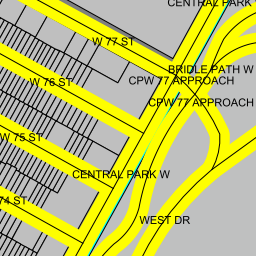 CENTRAL PARK W
W 77 ST
BRIDLE PATH W
CPW 77 APPROACH
W 76 ST
CPW 77 APPROACH
W 75 ST
CENTRAL PARK W
74 ST
WEST DR